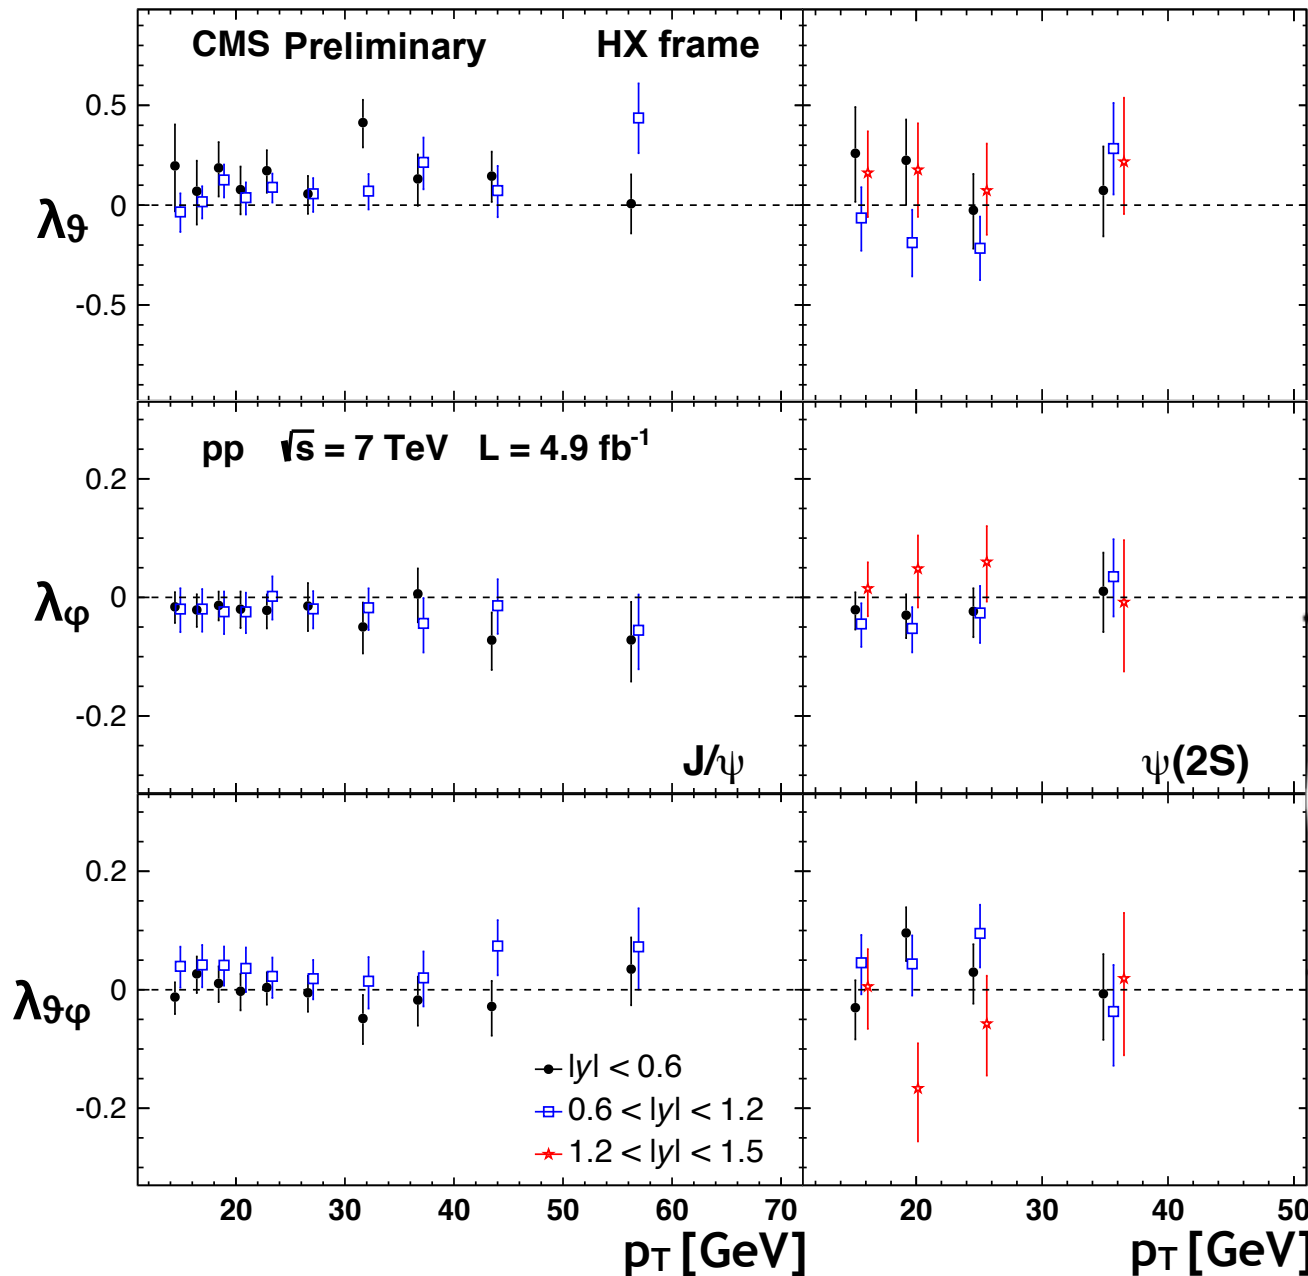 CMS Preliminary HX frame
0.5
0
-0.5
λϑ
pp √s = 7 TeV L = 4.9 fb-1
0.2
0
-0.2
λφ
J/ψ
ψ(2S)
0.2
0
-0.2
λϑφ
|y| < 0.6
0.6 < |y| < 1.2
1.2 < |y| < 1.5
20 30 40 50 60 70
20 30 40 50
pT [GeV]
pT [GeV]